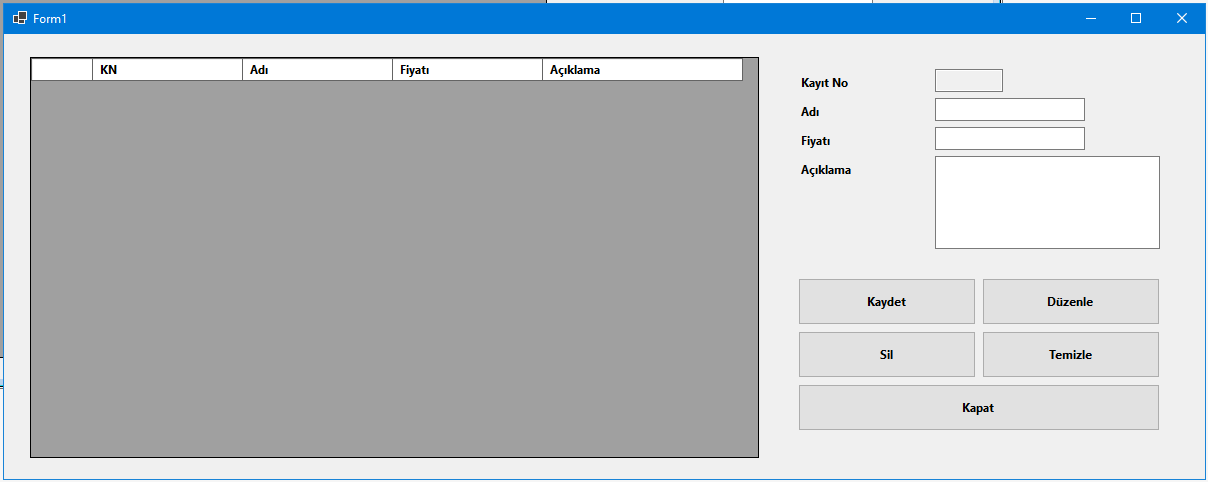 Form1
KN Adı Fiyatı Açıklama
Kayıt No
Adı
Fiyatı
Açıklama
Kaydet Düzenle
Sil Temizle
Kapat